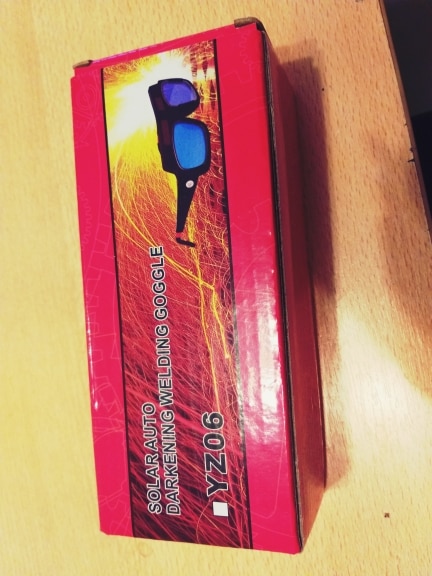 SOLAR AUTO
DARKENING WELDING GOGGLE
YZ06